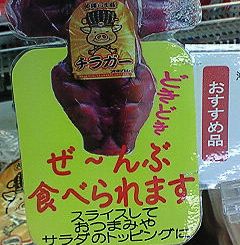 チラガー
どきどき
おすすめ品
ぜ〜んぶ
食べられます
スライスして
おつまみや
サラダのトッピングに